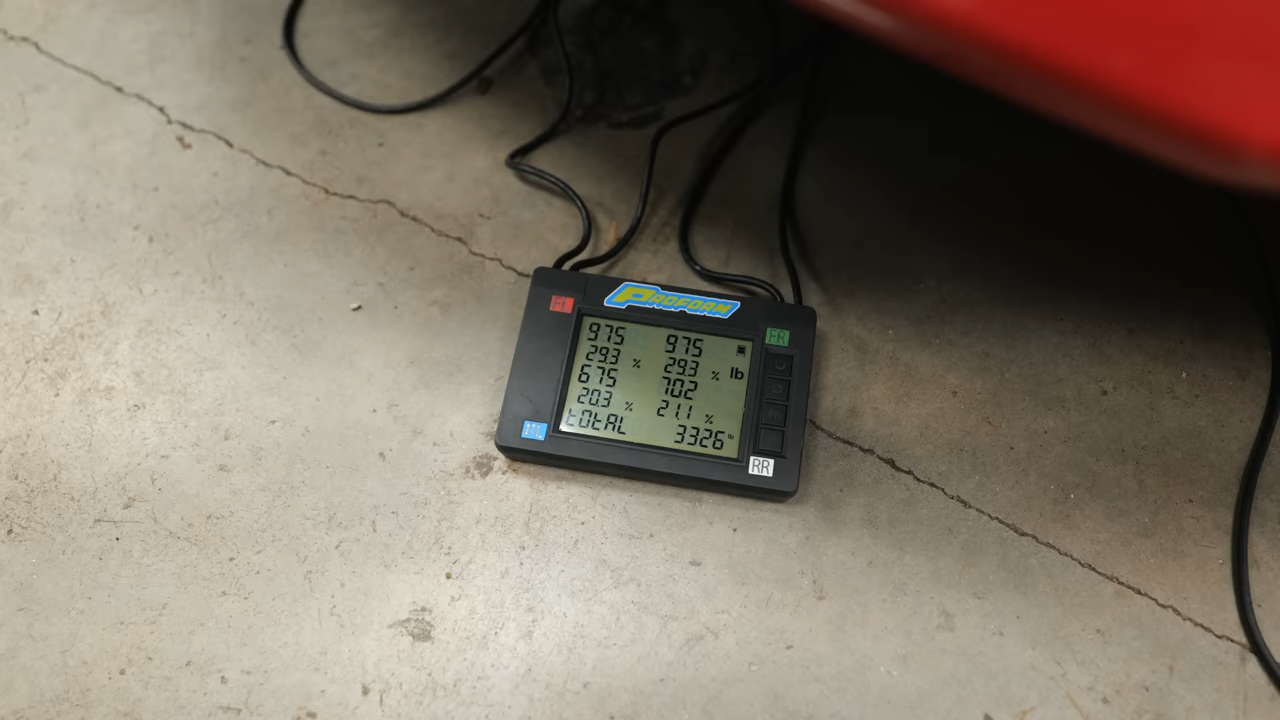 PROFORM
FL
FR
975 975
29.3 % 29.3 % lb
675 702
20.3 % 21.1 %
totAL 3326 lb
RR